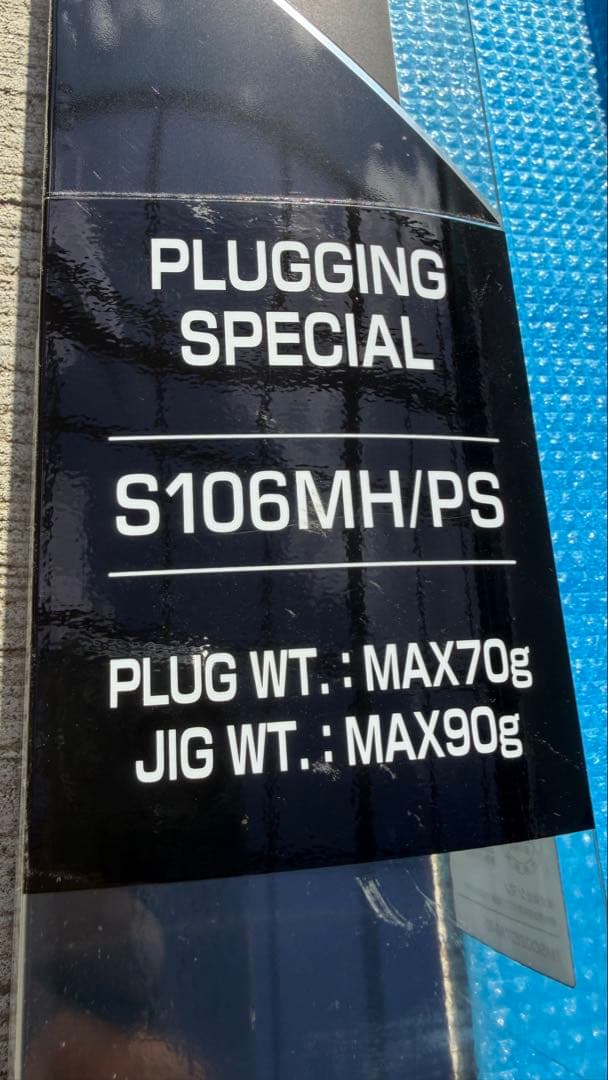 PLUGGING
SPECIAL
S106MH/PS
PLUG WT.: MAX70g
JIG WT.: MAX90g